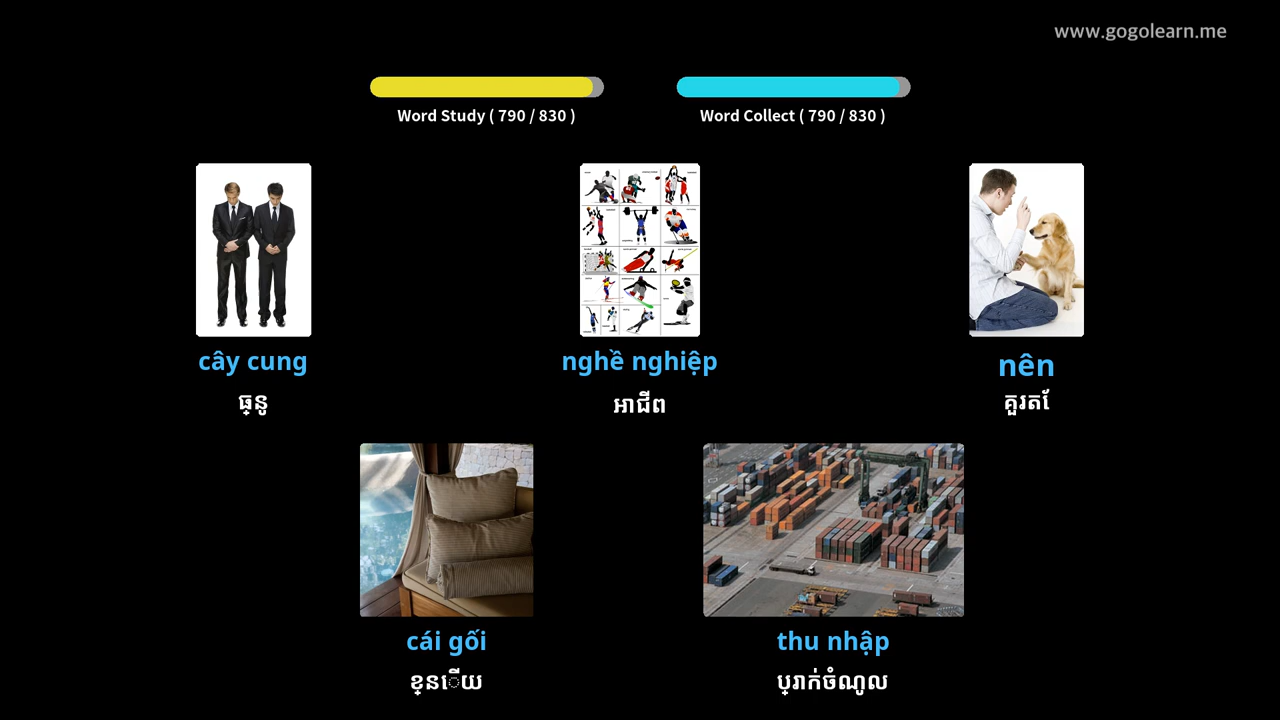 www.gogolearn.me
Word Study ( 790 / 830 )
Word Collect ( 790 / 830 )
cây cung
nghề nghiệp
nên
ធ្នូ
អាជីព
គួរតែ
cái gối
thu nhập
ខ្នើយ
ប្រាក់ចំណូល